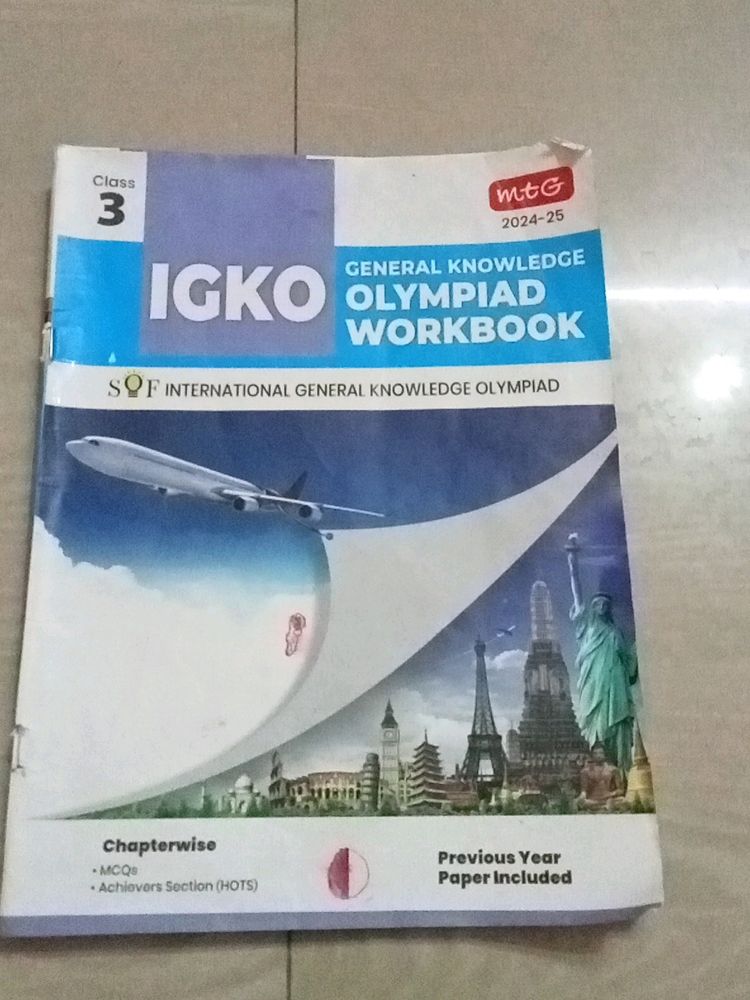 Class
3
mtG
2024-25
IGKO
GENERAL KNOWLEDGE
OLYMPIAD
WORKBOOK
SOF INTERNATIONAL GENERAL KNOWLEDGE OLYMPIAD
Chapterwise
• MCQs
• Achievers Section (HOTS)
Previous Year
Paper Included